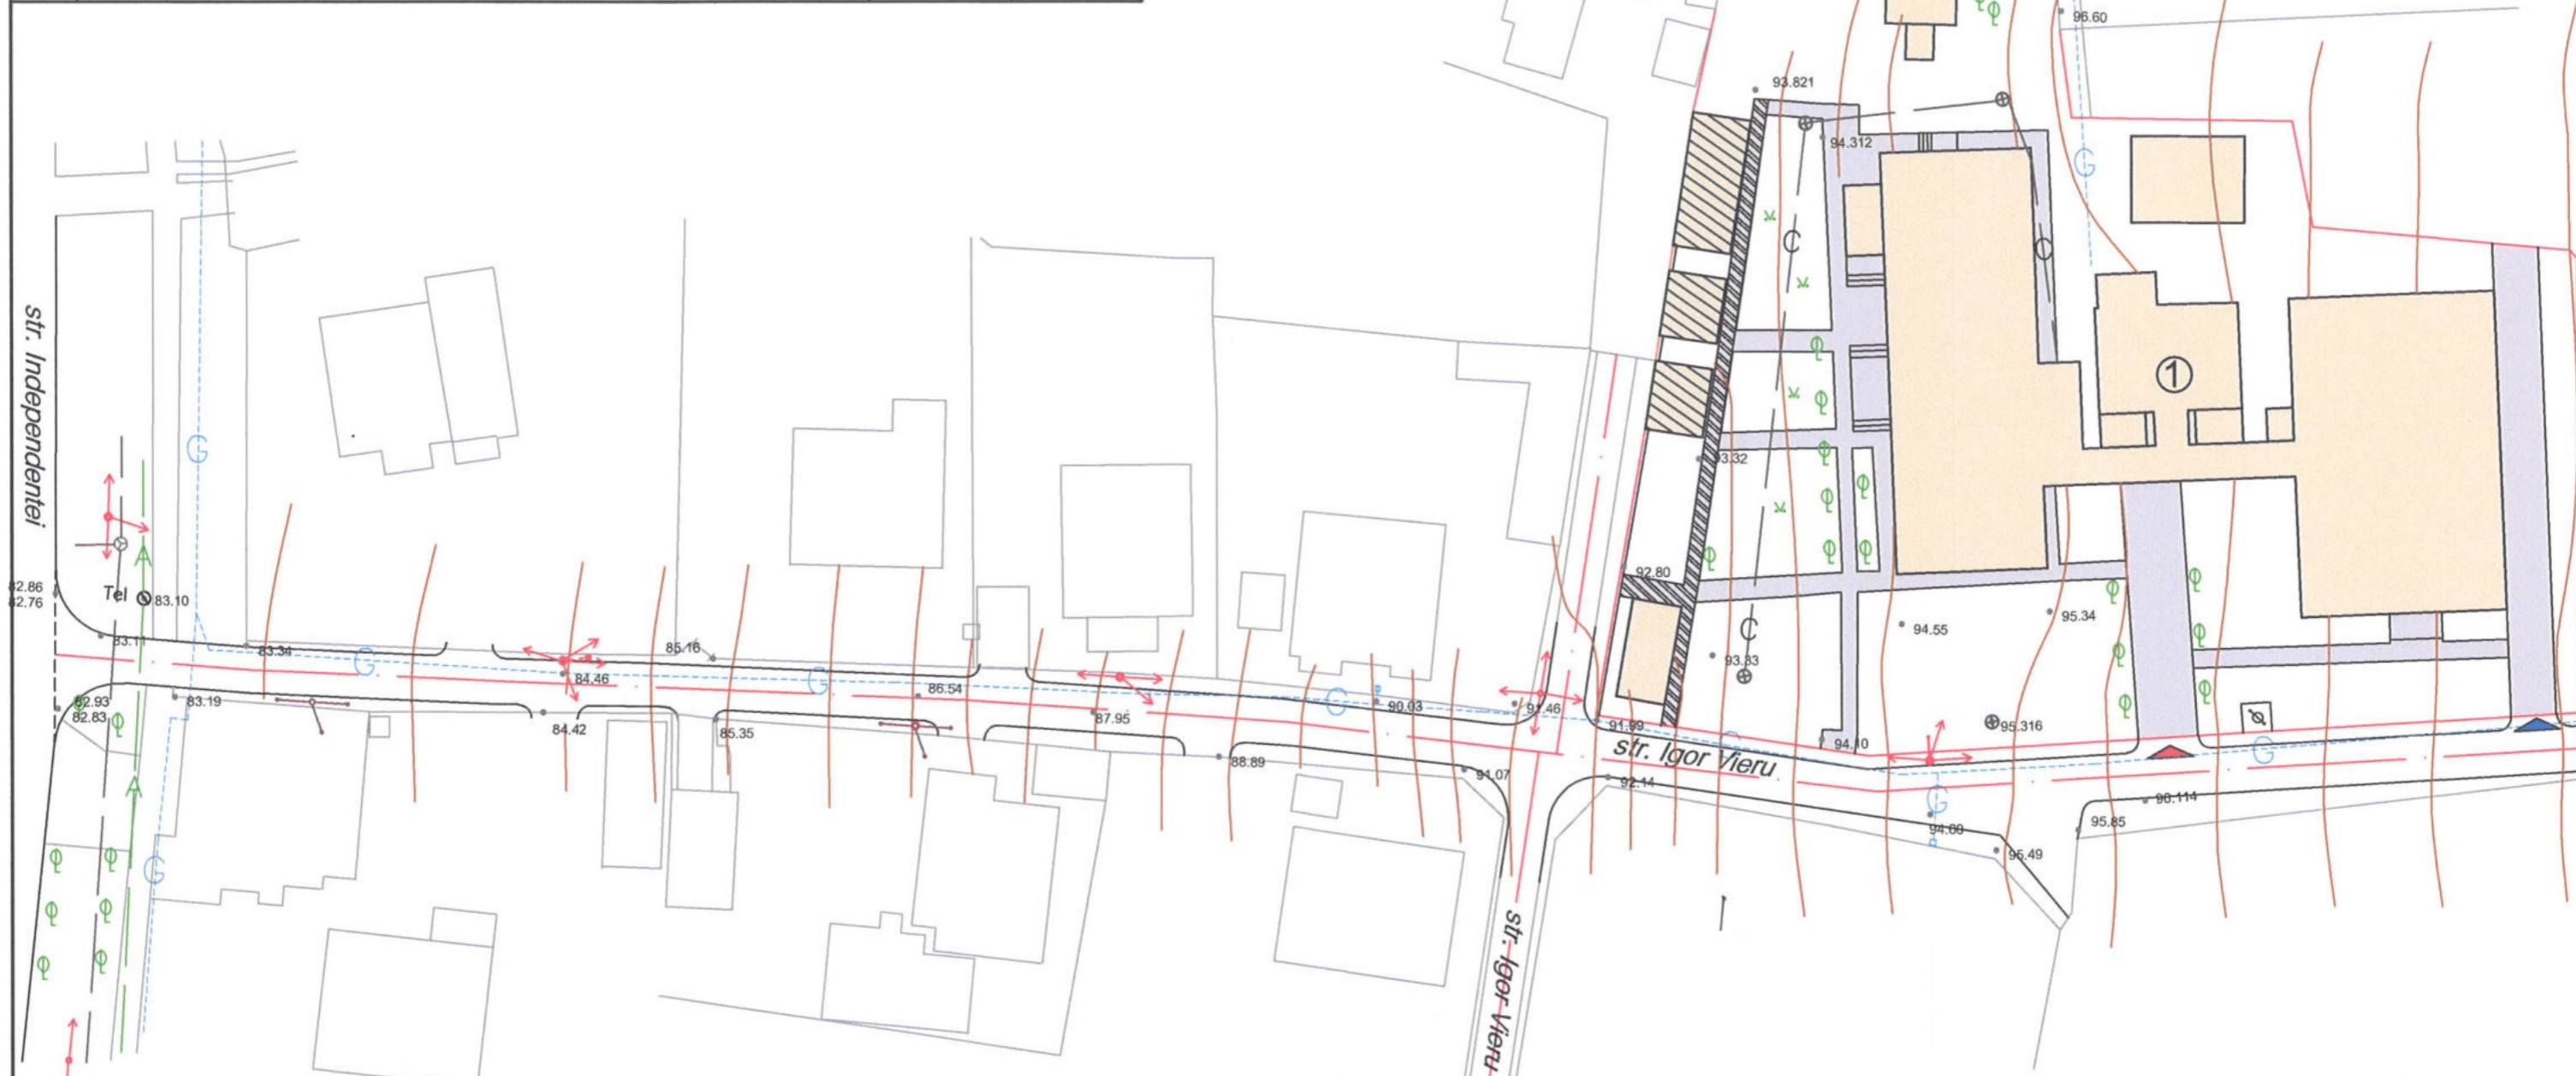 96.60
93.821
94.312
G
C
C
str. Independentei
1
G
93.32
A
92.80
82.86
82.76
Tel
83.10
83.11
83.34
G
85.16
84.46
G
86.54
87.95
G
90.03
91.46
C
93.33
94.55
95.34
82.93
82.83
83.19
84.42
85.35
88.89
91.07
91.99
str. Igor Vieru
94.10
95.316
G
A
G
92.14
G
94.60
96.114
95.85
95.49
str. Igor Vieru